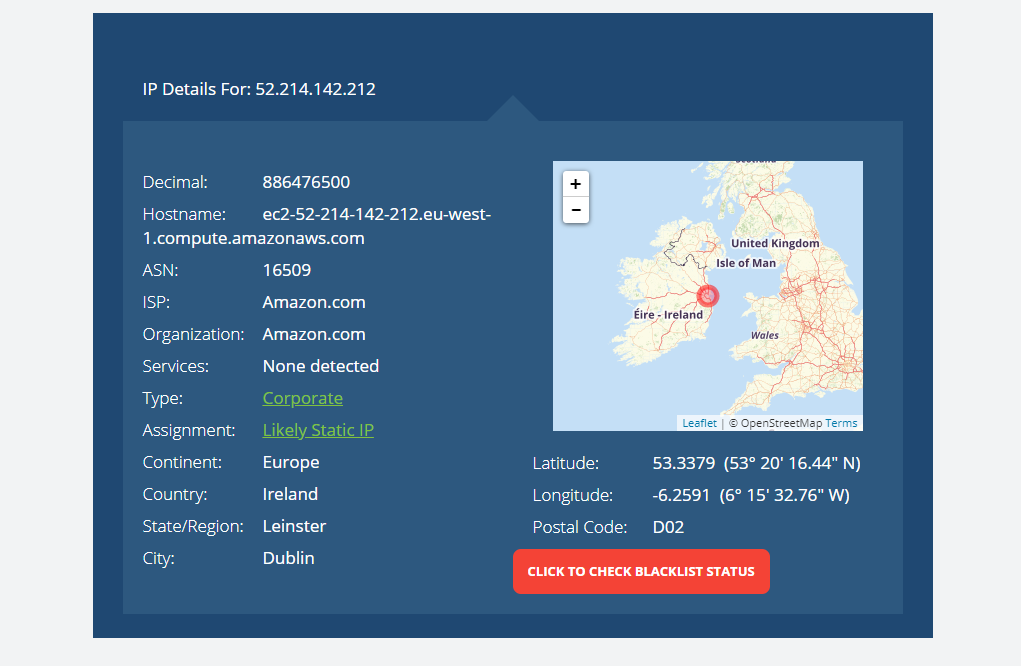 IP Details For: 52.214.142.212
Decimal: 886476500
Hostname: ec2-52-214-142-212.eu-west-
1.compute.amazonaws.com
ASN: 16509
ISP: Amazon.com
Organization: Amazon.com
Services: None detected
Type: Corporate
Assignment: Likely Static IP
Continent: Europe
Country: Ireland
State/Region: Leinster
City: Dublin
+
−
United Kingdom
Isle of Man
Éire - Ireland
Wales
Leaflet | © OpenStreetMap Terms
Latitude: 53.3379 (53° 20' 16.44" N)
Longitude: -6.2591 (6° 15' 32.76" W)
Postal Code: D02
CLICK TO CHECK BLACKLIST STATUS